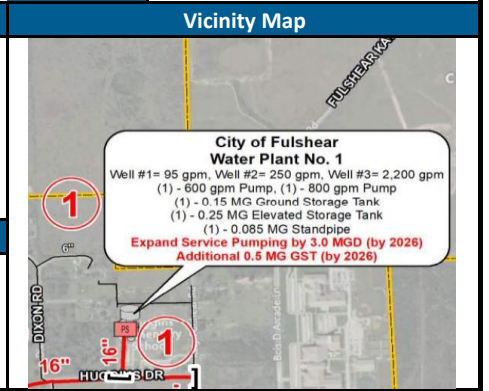 Vicinity Map
FULSHEAR KA
City of Fulshear
Water Plant No. 1
Well #1= 95 gpm, Well #2= 250 gpm, Well #3= 2,200 gpm
(1) - 600 gpm Pump, (1) - 800 gpm Pump
(1) - 0.15 MG Ground Storage Tank
(1) - 0.25 MG Elevated Storage Tank
(1) - 0.085 MG Standpipe
Expand Service Pumping by 3.0 MGD (by 2026)
Additional 0.5 MG GST (by 2026)
1
6"
DIXON RD
PS
1
16"
16"
DR